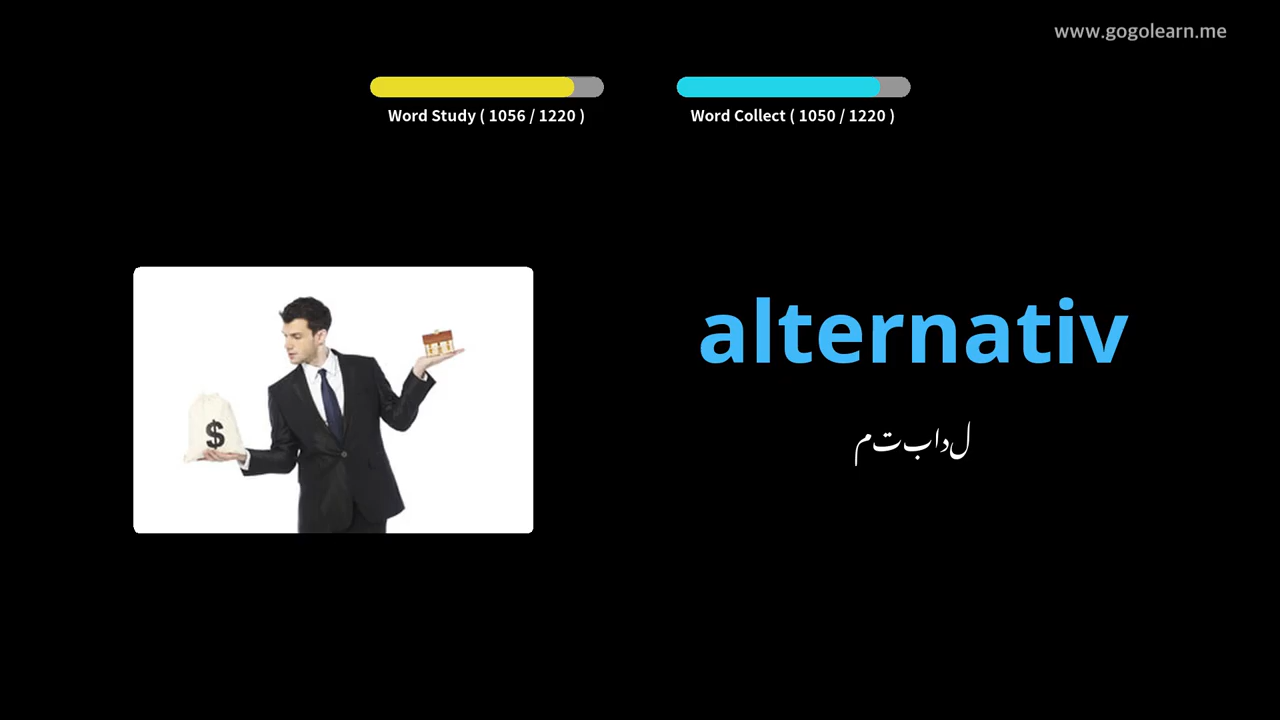 www.gogolearn.me
Word Study ( 1056 / 1220 )
Word Collect ( 1050 / 1220 )
$
alternativ
متبادل